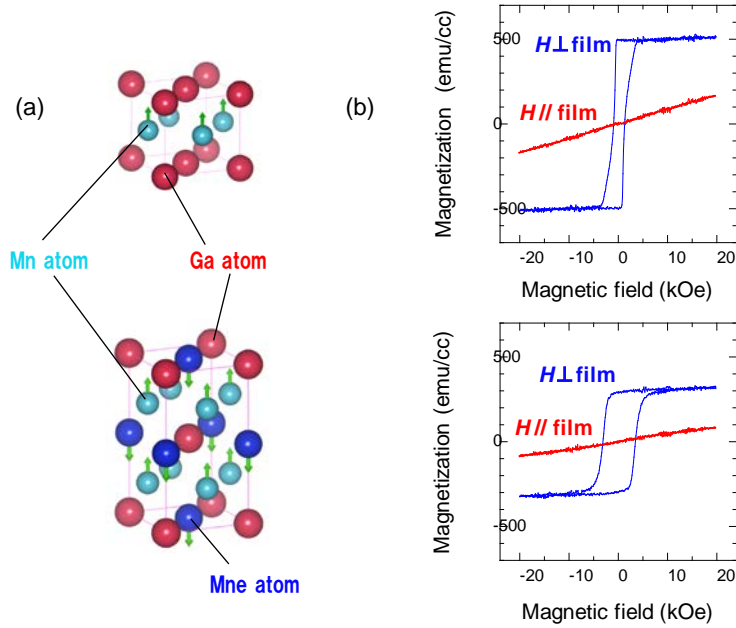 (a)
Mn atom
Ga atom
Mne atom
(b)
Magnetization (emu/cc)
500
0
-500
H⊥film
H// film
-20 -10 0 10 20
Magnetic field (kOe)
Magnetization (emu/cc)
500
0
-500
H⊥film
H// film
-20 -10 0 10 20
Magnetic field (kOe)